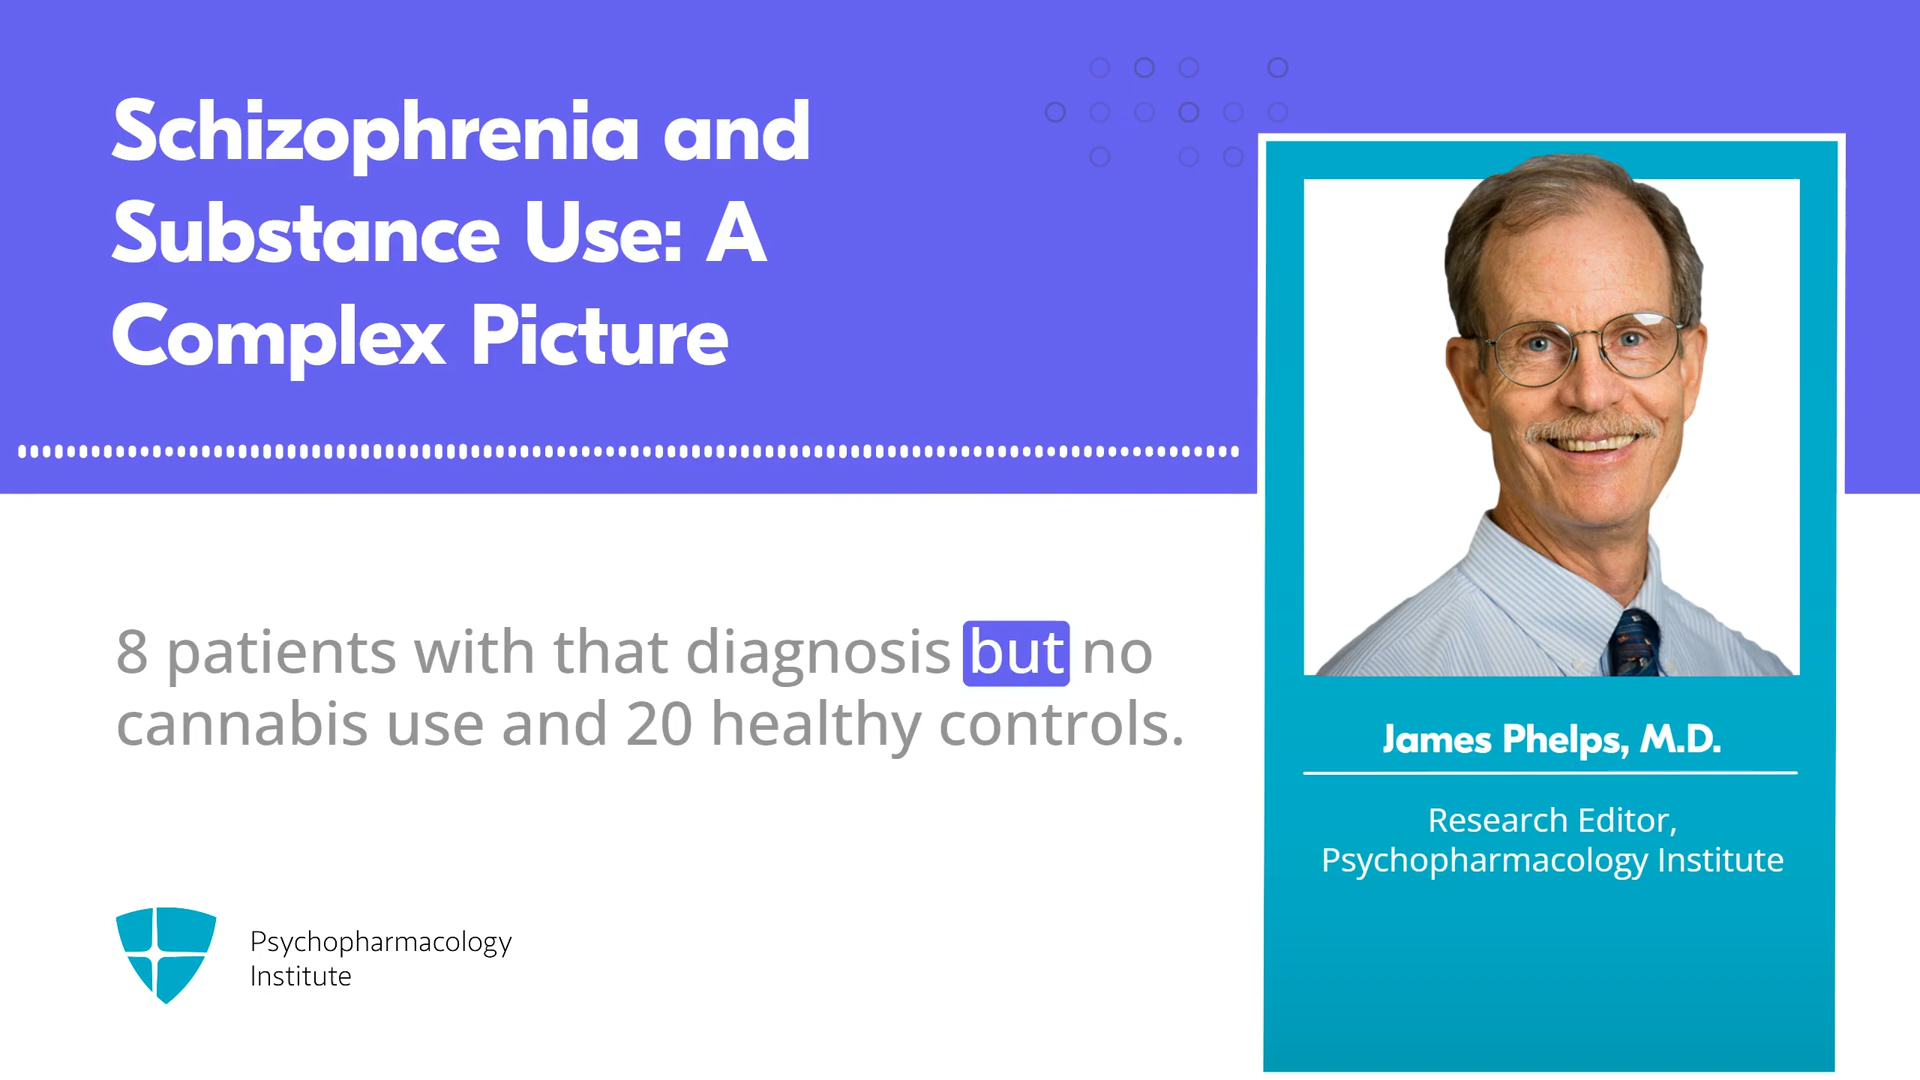 Schizophrenia and
Substance Use: A
Complex Picture
8 patients with that diagnosis but no
cannabis use and 20 healthy controls.
James Phelps, M.D.
Research Editor,
Psychopharmacology Institute
Psychopharmacology
Institute